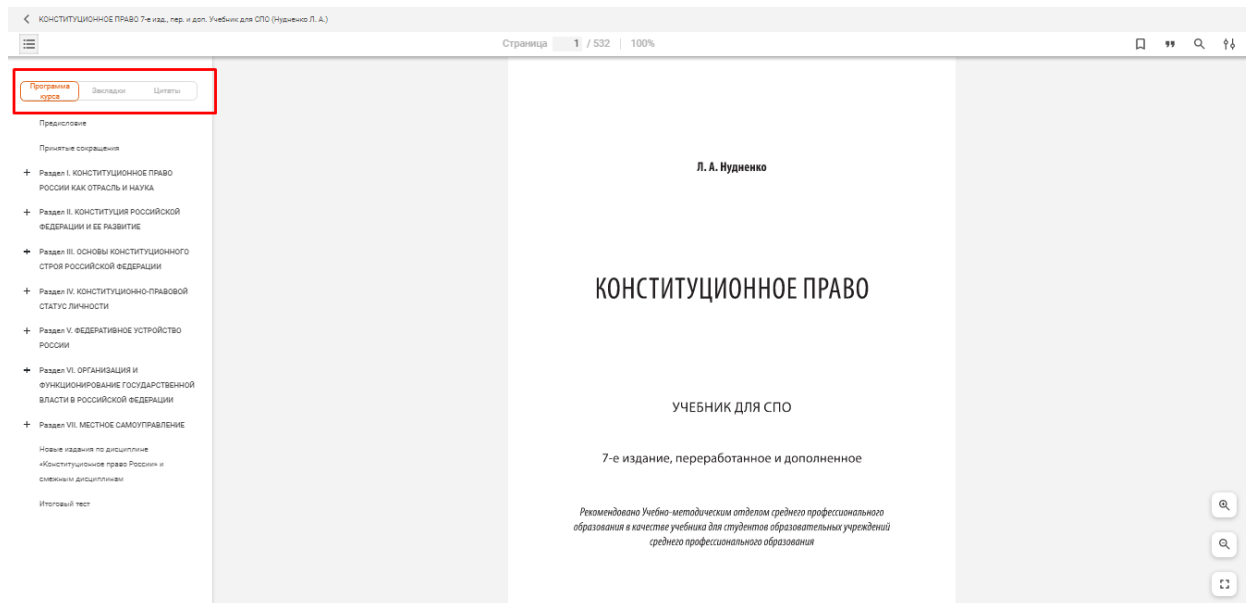 КОНСТИТУЦИОННОЕ ПРАВО 7-е изд., пер. и доп. Учебник для СПО (Нудненко Л. А.)
Страница 1 / 532 100%
Программа курса
Закладки
Цитаты
Предисловие
Принятые сокращения
Раздел I. КОНСТИТУЦИОННОЕ ПРАВО
РОССИИ КАК ОТРАСЛЬ И НАУКА
Раздел II. КОНСТИТУЦИЯ РОССИЙСКОЙ
ФЕДЕРАЦИИ И ЕЕ РАЗВИТИЕ
Раздел III. ОСНОВЫ КОНСТИТУЦИОННОГО
СТРОЯ РОССИЙСКОЙ ФЕДЕРАЦИИ
Раздел IV. КОНСТИТУЦИОННО-ПРАВОВОЙ
СТАТУС ЛИЧНОСТИ
Раздел V. ФЕДЕРАТИВНОЕ УСТРОЙСТВО
РОССИИ
Раздел VI. ОРГАНИЗАЦИЯ И
ФУНКЦИОНИРОВАНИЕ ГОСУДАРСТВЕННОЙ
ВЛАСТИ В РОССИЙСКОЙ ФЕДЕРАЦИИ
Раздел VII. МЕСТНОЕ САМОУПРАВЛЕНИЕ
Новые издания по дисциплине
«Конституционное право России» и
смежным дисциплинам
Итоговый тест
Л. А. Нудненко
КОНСТИТУЦИОННОЕ ПРАВО
УЧЕБНИК ДЛЯ СПО
7-е издание, переработанное и дополненное
Рекомендовано Учебно-методическим отделом среднего профессионального
образования в качестве учебника для студентов образовательных учреждений
среднего профессионального образования